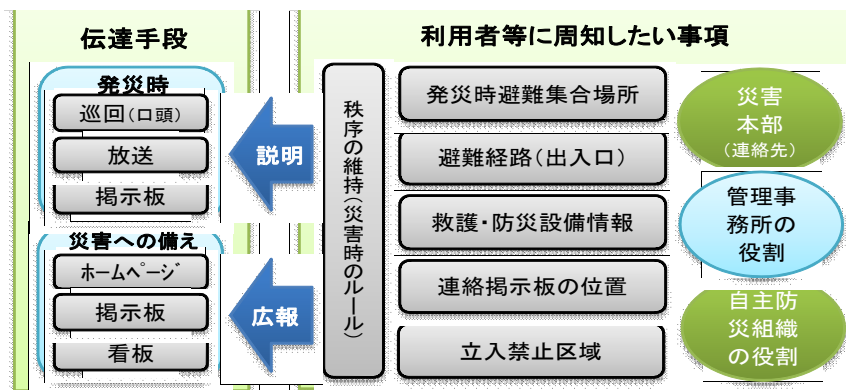 伝達手段
発災時
巡回(口頭)
放送
掲示板
災害への備え
ホームページ
掲示板
看板
説明
広報
利用者等に周知したい事項
秩序の維持(災害時のルール)
発災時避難集合場所
避難経路(出入口)
救護・防災設備情報
連絡掲示板の位置
立入禁止区域
災害
本部
(連絡先)
管理事
務所の
役割
自主防
災組織
の役割